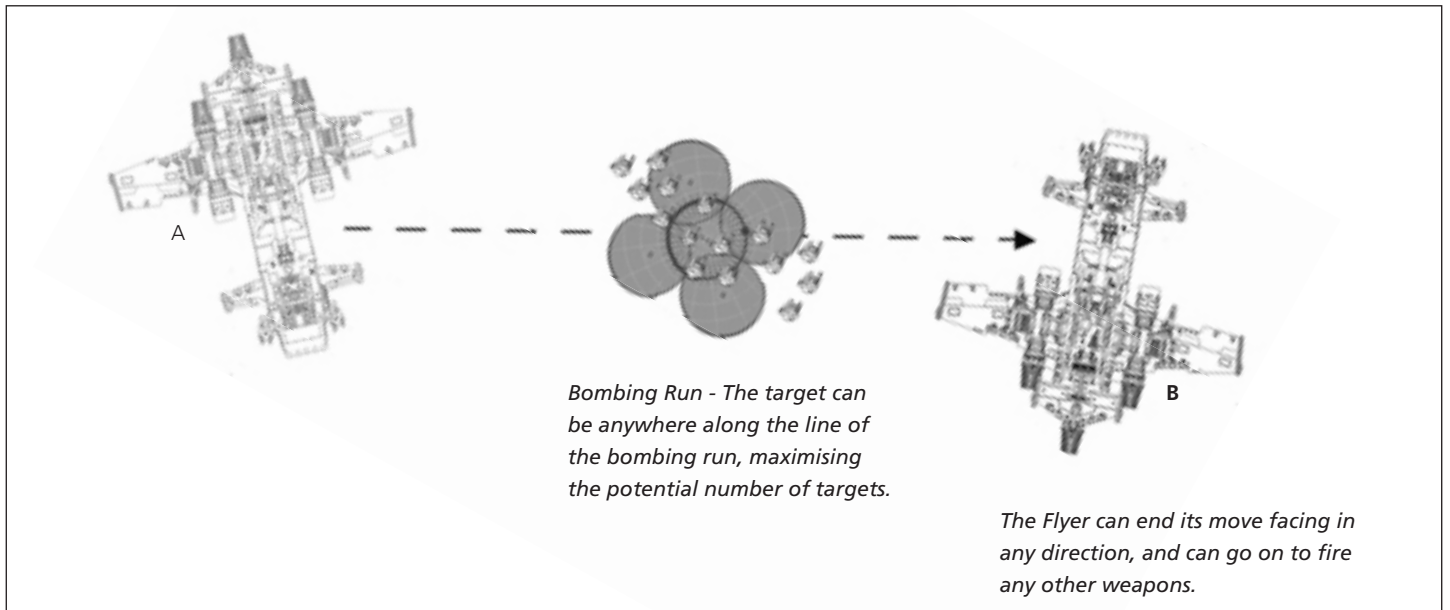 A
Bombing Run - The target can
be anywhere along the line of
the bombing run, maximising
the potential number of targets.
B
The Flyer can end its move facing in
any direction, and can go on to fire
any other weapons.